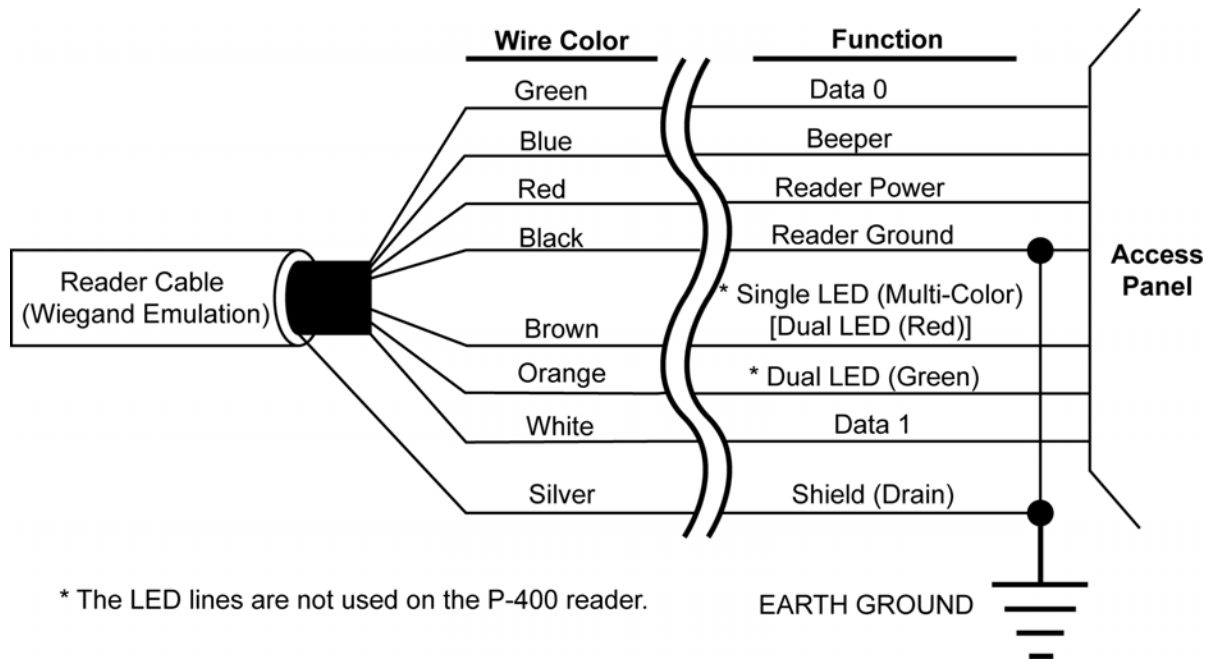 Wire Color Function
Green Data 0
Blue Beeper
Red Reader Power
Black Reader Ground
Reader Cable
(Wiegand Emulation)
* Single LED (Multi-Color)
[Dual LED (Red)]
Brown
Orange * Dual LED (Green)
White Data 1
Silver Shield (Drain)
Access
Panel
* The LED lines are not used on the P-400 reader.
EARTH GROUND